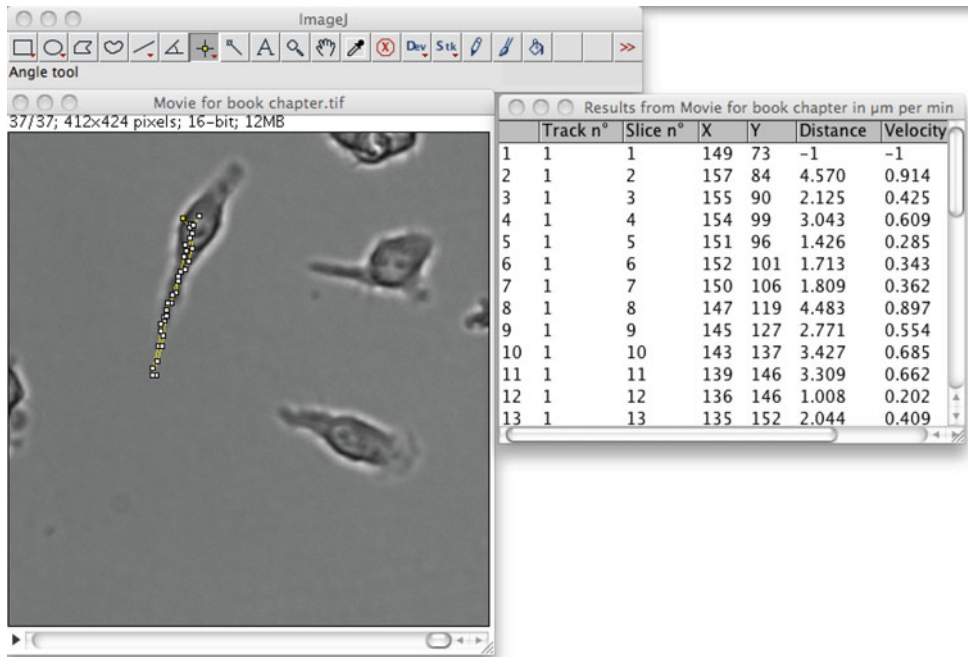 ImageJ
A Dev Stk >>
Angle tool
Movie for book chapter.tif
37/37; 412×424 pixels; 16-bit; 12MB
Results from Movie for book chapter in µm per min
Track n° Slice n° X Y Distance Velocity
1 1 1 149 73 -1 -1
2 1 2 157 84 4.570 0.914
3 1 3 155 90 2.125 0.425
4 1 4 154 99 3.043 0.609
5 1 5 151 96 1.426 0.285
6 1 6 152 101 1.713 0.343
7 1 7 150 106 1.809 0.362
8 1 8 147 119 4.483 0.897
9 1 9 145 127 2.771 0.554
10 1 10 143 137 3.427 0.685
11 1 11 139 146 3.309 0.662
12 1 12 136 146 1.008 0.202
13 1 13 135 152 2.044 0.409